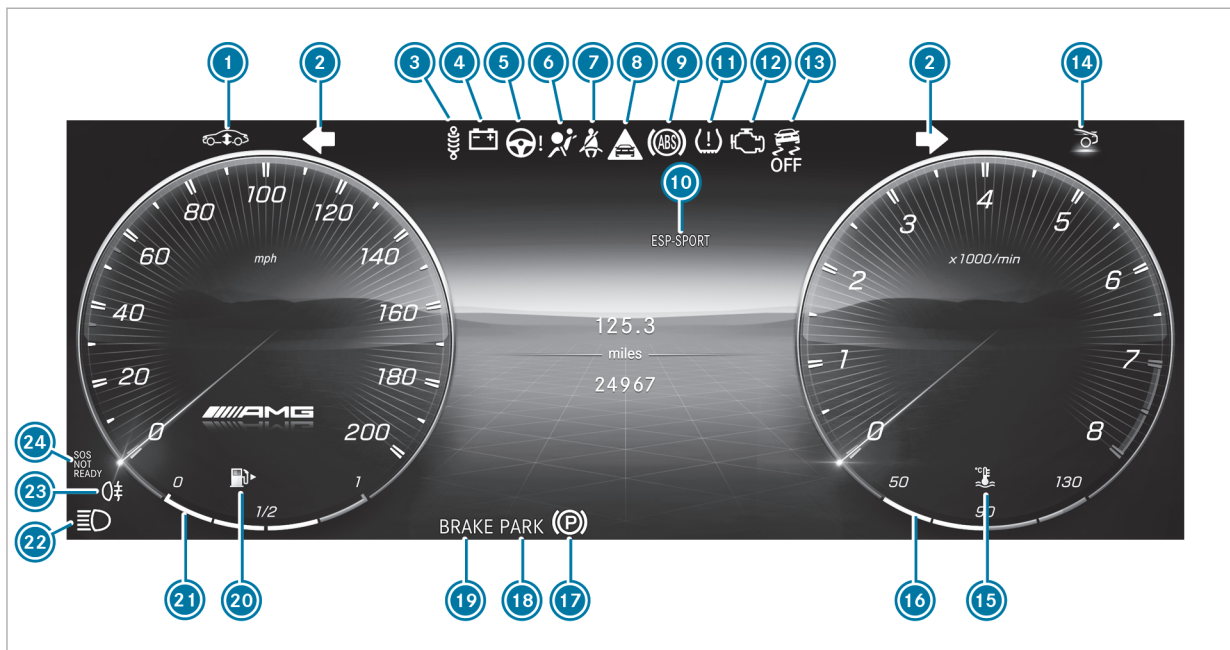 1 2 3 4 5 6 7 8 9 11 12 13 2 14
ABS
OFF
10
ESP-SPORT
mph
0
20
40
60
80
100
120
140
160
180
200
AMG
125.3
miles
24967
x1000/min
0
1
2
3
4
5
6
7
8
24
SOS
NOT
READY
23
22
0 1/2 1
50 90 130
°C
BRAKE PARK (P)
21 20 19 18 17 16 15